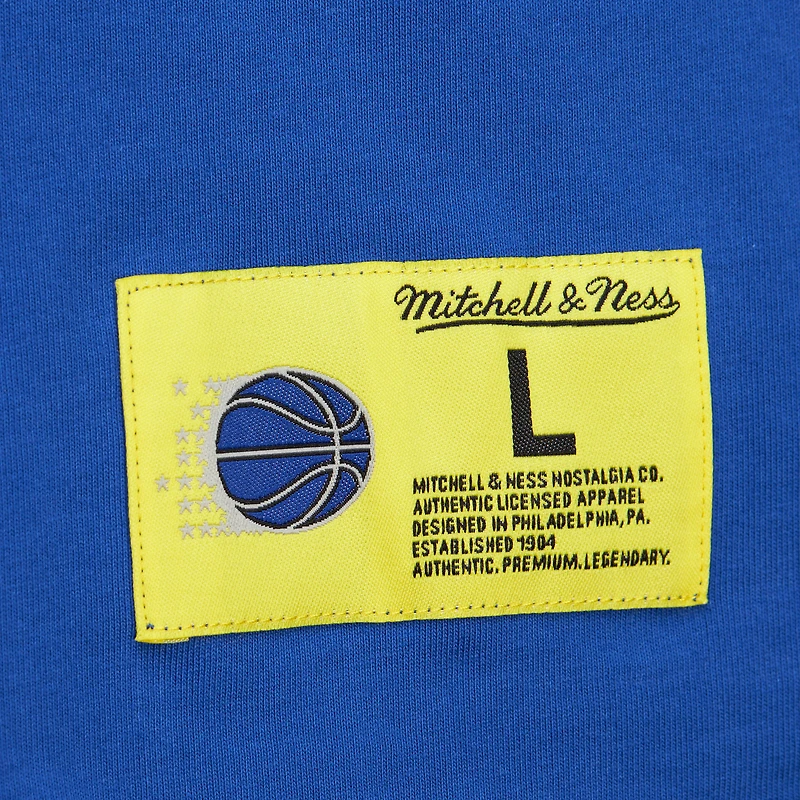 Mitchell & Ness
L
MITCHELL & NESS NOSTALGIA CO.
AUTHENTIC LICENSED APPAREL
DESIGNED IN PHILADELPHIA, PA.
ESTABLISHED 1904
AUTHENTIC. PREMIUM. LEGENDARY.